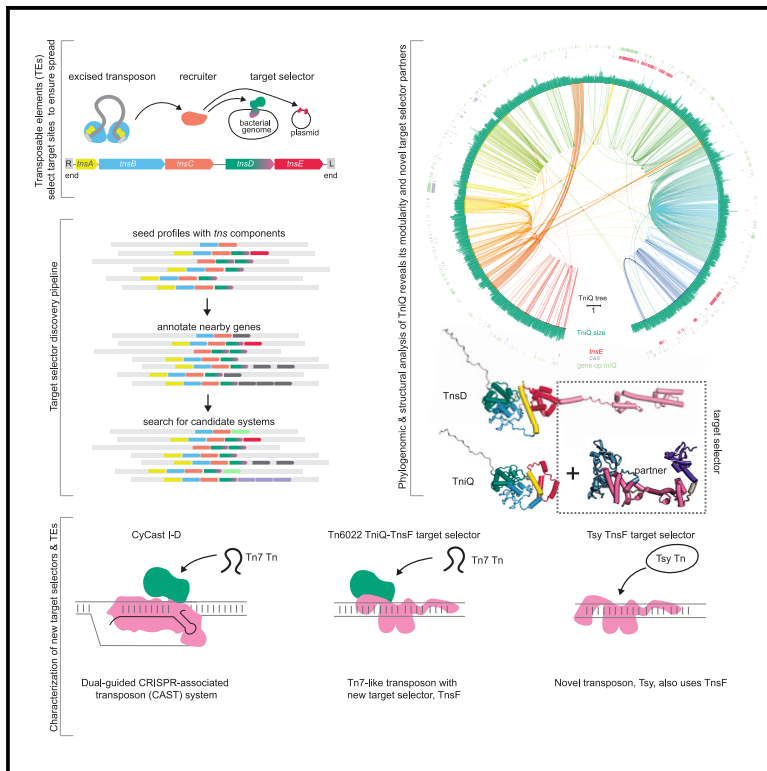 Transposable elements (TEs)
select target sites to ensure spread
excised transposon
recruiter
target selector
bacterial
genome
plasmid
R
tnsA
tnsB
tnsC
tnsD
tnsE
L
end
end
Target selector discovery pipeline
seed profiles with tns components
annotate nearby genes
search for candidate systems
Phylogenomic & structural analysis of TniQ reveals its modularity and novel target selector
partners
TniQ tree
1
TniQ size
tnsE
cas
gene op tniQ
TnsD
TniQ
+
partner
target
selector
Characterization of new target selectors & TEs
CyCast I-D
Tn7 Tn
Dual-guided CRISPR-associated
transposon (CAST) system
Tn6022 TniQ-TnsF target selector
Tn7 Tn
Tn7-like transposon with
new target selector, TnsF
Tsy TnsF target selector
Tsy Tn
Novel transposon, Tsy, also uses TnsF